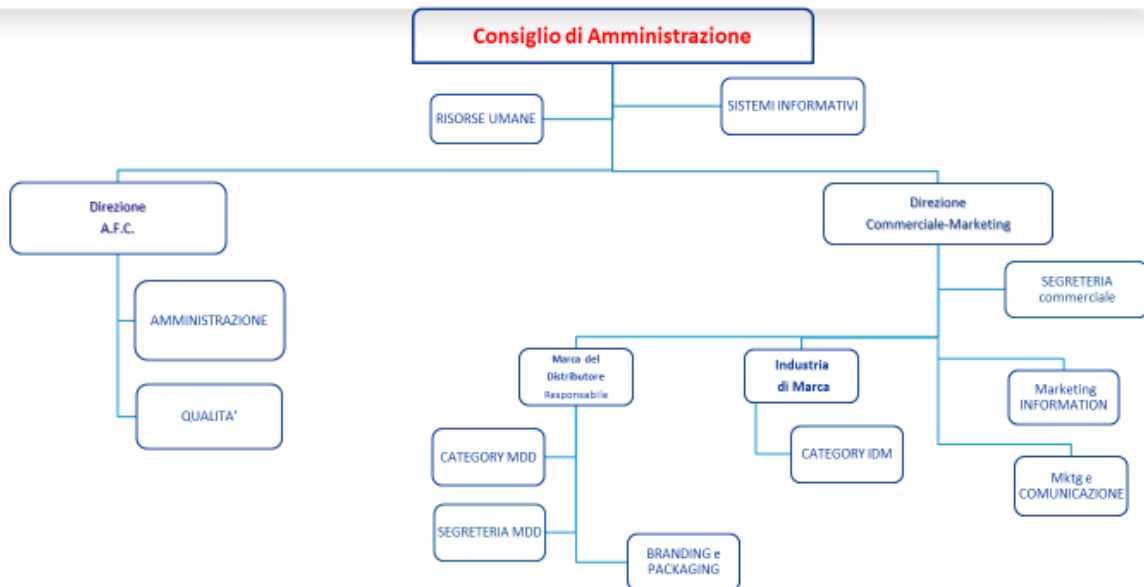 Consiglio di Amministrazione
RISORSE UMANE
SISTEMI INFORMATIVI
Direzione
A.F.C.
Direzione
Commerciale-Marketing
SEGRETERIA
commerciale
AMMINISTRAZIONE
Marca del
Distributore
Responsabile
Industria
di Marca
Marketing
INFORMATION
QUALITA'
CATEGORY MDD
CATEGORY IDM
Mktg e
COMUNICAZIONE
SEGRETERIA MDD
BRANDING e
PACKAGING